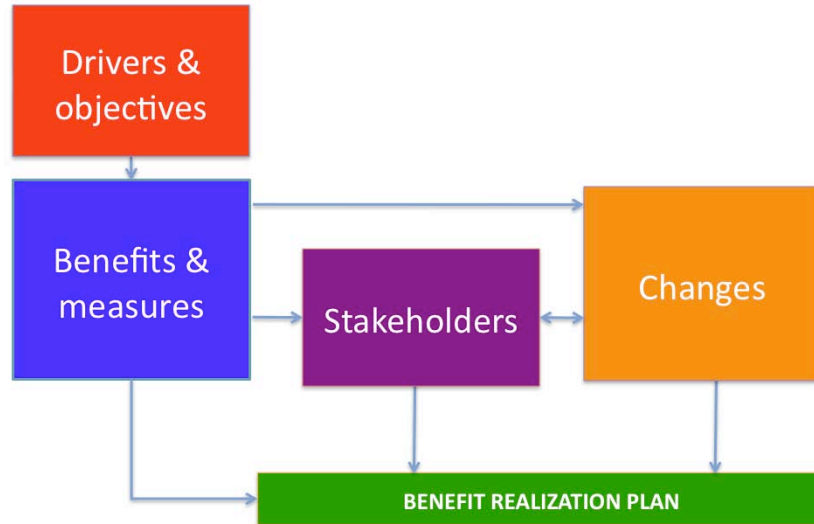 Drivers &
objectives
Benefits &
measures
Stakeholders
Changes
BENEFIT REALIZATION PLAN